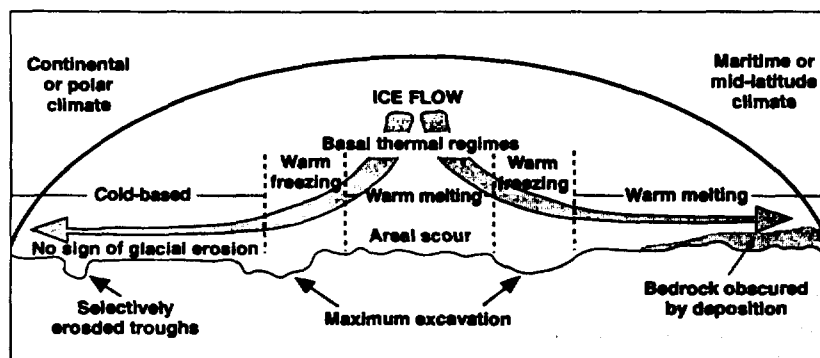 Continental
or polar
climate
Maritime or
mid-latitude
climate
ICE FLOW
Basal thermal regimes
Warm
freezing
Warm
freezing
Cold-based
Warm melting
Warm melting
No sign of glacial erosion
Areal scour
Selectively
erosded troughs
Maximum excavation
Bedrock obscured
by deposition